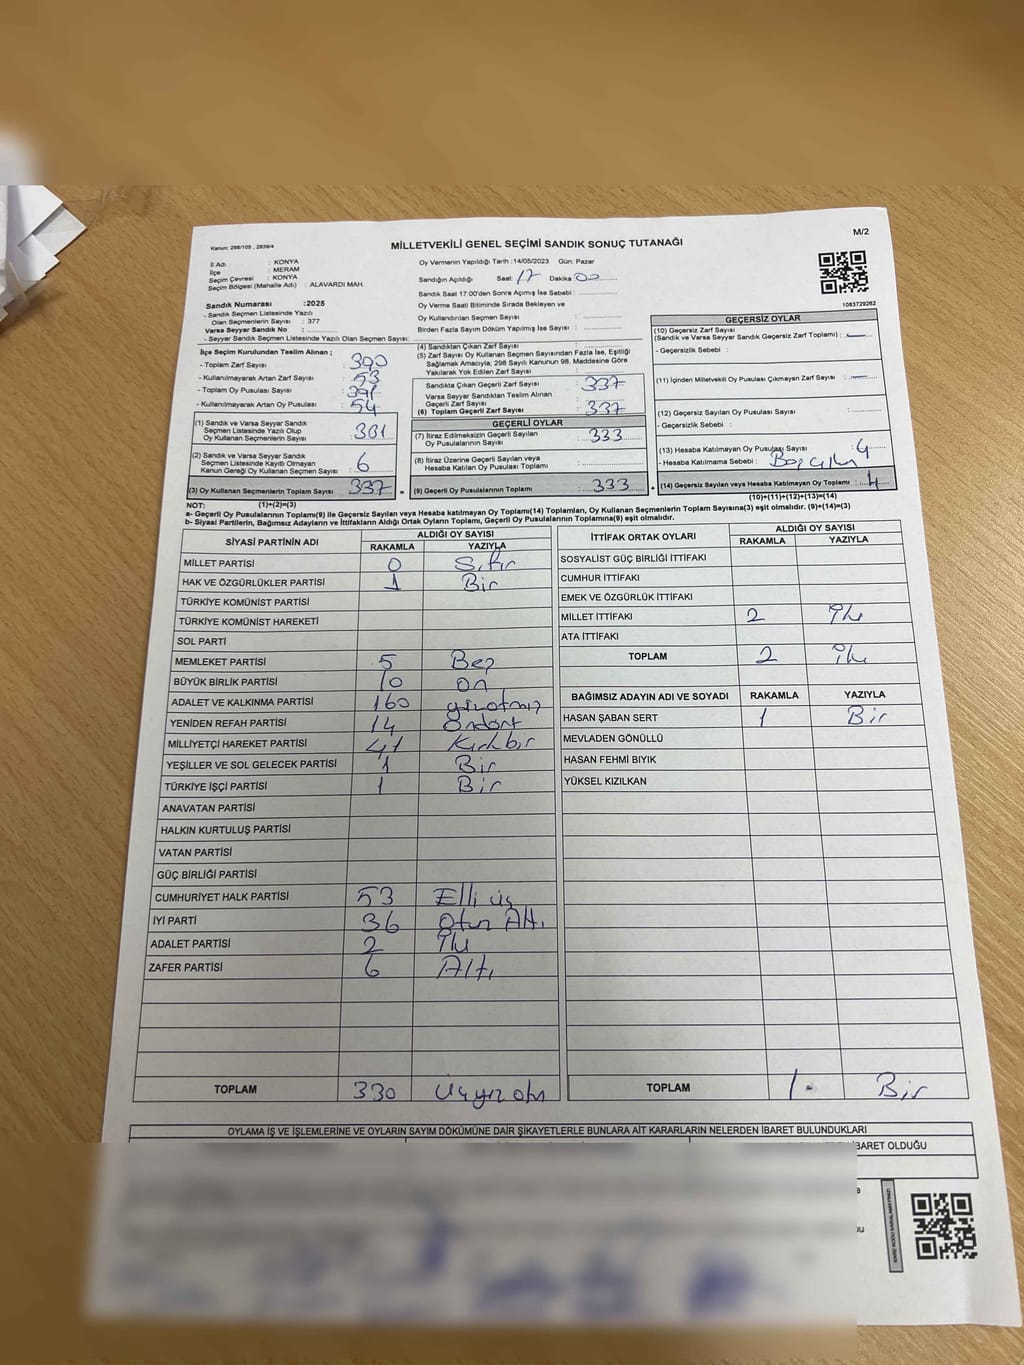 Kanun: 298/105 , 2839/4
MİLLETVEKİLİ GENEL SEÇİMİ SANDIK SONUÇ TUTANAĞI
M/2
İl Adı : KONYA
İlçe : MERAM
Seçim Çevresi : KONYA
Seçim Bölgesi (Mahalle Adı) : ALAVARDI MAH.
Sandık Numarası :2025
- Sandık Seçmen Listesinde Yazılı
Olan Seçmenlerin Sayısı : 377
Varsa Seyyar Sandık No :
- Seyyar Sandık Seçmen Listesinde Yazılı Olan Seçmen Sayısı:
Oy Vermenin Yapıldığı Tarih :14/05/2023 Gün: Pazar
Sandığın Açıldığı Saat: 17 Dakika 00
Sandık Saat 17:00'den Sonra Açımış İse Sebebi :
Oy Verme Saati Bitiminde Sırada Bekleyen ve
Oy Kullandırılan Seçmen Sayısı :
Birden Fazla Sayım Döküm Yapılmış İse Sayısı :
1083729262
İlçe Seçim Kurulundan Teslim Alınan ;
- Toplam Zarf Sayısı : 390
- Kullanılmayarak Artan Zarf Sayısı : 53
- Toplam Oy Pusulası Sayısı : 391
- Kullanılmayarak Artan Oy Pusulası : 54
(1) Sandık ve Varsa Seyyar Sandık
Seçmen Listesinde Yazılı Olup
Oy Kullanan Seçmenlerin Sayısı : 331
(2) Sandık ve Varsa Seyyar Sandık
Seçmen Listesinde Kayıtlı Olmayan
Kanun Gereği Oy Kullanan Seçmen Sayısı : 6
(3) Oy Kullanan Seçmenlerin Toplam Sayısı : 337
(1)+(2)=(3)
(4) Sandıktan Çıkan Zarf Sayısı :
(5) Zarf Sayısı Oy Kullanan Seçmen Sayısından Fazla İse, Eşitliği
Sağlamak Amacıyla; 298 Sayılı Kanunun 98. Maddesine Göre
Yakılarak Yok Edilen Zarf Sayısı :
Sandıkta Çıkan Geçerli Zarf Sayısı : 337
Varsa Seyyar Sandıktan Teslim Alınan
Geçerli Zarf Sayısı :
(6) Toplam Geçerli Zarf Sayısı : 337
GEÇERLİ OYLAR
(7) İtiraz Edilmeksizin Geçerli Sayılan
Oy Pusulalarının Sayısı : 333
(8) İtiraz Üzerine Geçerli Sayılan veya
Hesaba Katılan Oy Pusulası Toplamı :
= (9) Geçerli Oy Pusulalarının Toplamı : 333 +
GEÇERSİZ OYLAR
(10) Geçersiz Zarf Sayısı
(Sandık ve Varsa Seyyar Sandık Geçersiz Zarf Toplamı) : —
- Geçersizlik Sebebi :
(11) İçinden Milletvekili Oy Pusulası Çıkmayan Zarf Sayısı : —
(12) Geçersiz Sayılan Oy Pusulası Sayısı :
- Geçersizlik Sebebi :
(13) Hesaba Katılmayan Oy Pusulası Sayısı : 4
- Hesaba Katılmama Sebebi : Boş
(14) Geçersiz Sayılan veya Hesaba Katılmayan Oy Pusulası Toplamı : 4
(10)+(11)+(12)+(13)=(14)
NOT:
a- Geçerli Oy Pusulalarının Toplamı(9) ile Geçersiz Sayılan veya Hesaba katılmayan Oy Pusulası Toplamı(14) Toplamları, Oy Kullanan Seçmenlerin Toplam Sayısına(3) eşit olmalıdır. (9)+(14)=(3)
b- Siyasi Partilerin, Bağımsız Adayların ve İttifakların Aldığı Ortak Oyların Toplamı, Geçerli Oy Pusulalarının Toplamına(9) eşit olmalıdır.
SİYASİ PARTİNİN ADI ALDIĞI OY SAYISI
RAKAMLA YAZIYLA
MİLLET PARTİSİ 0 Sıfır
HAK VE ÖZGÜRLÜKLER PARTİSİ 1 Bir
TÜRKİYE KOMÜNİST PARTİSİ
TÜRKİYE KOMÜNİST HAREKETİ
SOL PARTİ
MEMLEKET PARTİSİ 5 Beş
BÜYÜK BİRLİK PARTİSİ 10 on
ADALET VE KALKINMA PARTİSİ 160 yüzatmış
YENİDEN REFAH PARTİSİ 14 Ondört
MİLLİYETÇİ HAREKET PARTİSİ 41 Kırkbir
YEŞİLLER VE SOL GELECEK PARTİSİ 1 Bir
TÜRKİYE İŞÇİ PARTİSİ 1 Bir
ANAVATAN PARTİSİ
HALKIN KURTULUŞ PARTİSİ
VATAN PARTİSİ
GÜÇ BİRLİĞİ PARTİSİ
CUMHURİYET HALK PARTİSİ 53 Elli üç
İYİ PARTİ 36 Otuz Altı
ADALET PARTİSİ 2 İki
ZAFER PARTİSİ 6 Altı
TOPLAM 330 Üçyüz otuz
İTTİFAK ORTAK OYLARI ALDIĞI OY SAYISI
RAKAMLA YAZIYLA
SOSYALİST GÜÇ BİRLİĞİ İTTİFAKI
CUMHUR İTTİFAKI
EMEK VE ÖZGÜRLÜK İTTİFAKI
MİLLET İTTİFAKI 2 İki
ATA İTTİFAKI
TOPLAM 2 İki
BAĞIMSIZ ADAYIN ADI VE SOYADI RAKAMLA YAZIYLA
HASAN ŞABAN SERT 1 Bir
MEVLADEN GÖNÜLLÜ
HASAN FEHMİ BIYIK
YÜKSEL KIZILKAN
TOPLAM 1 Bir
OYLAMA İŞ VE İŞLEMLERİNE VE OYLARIN SAYIM DÖKÜMÜNE DAİR ŞİKAYETLERLE BUNLARA AİT KARARLARIN NELERDEN İBARET BULUNDUKLARI
BARET OLDUĞU
KARE KODU KARALAMAYINIZ!